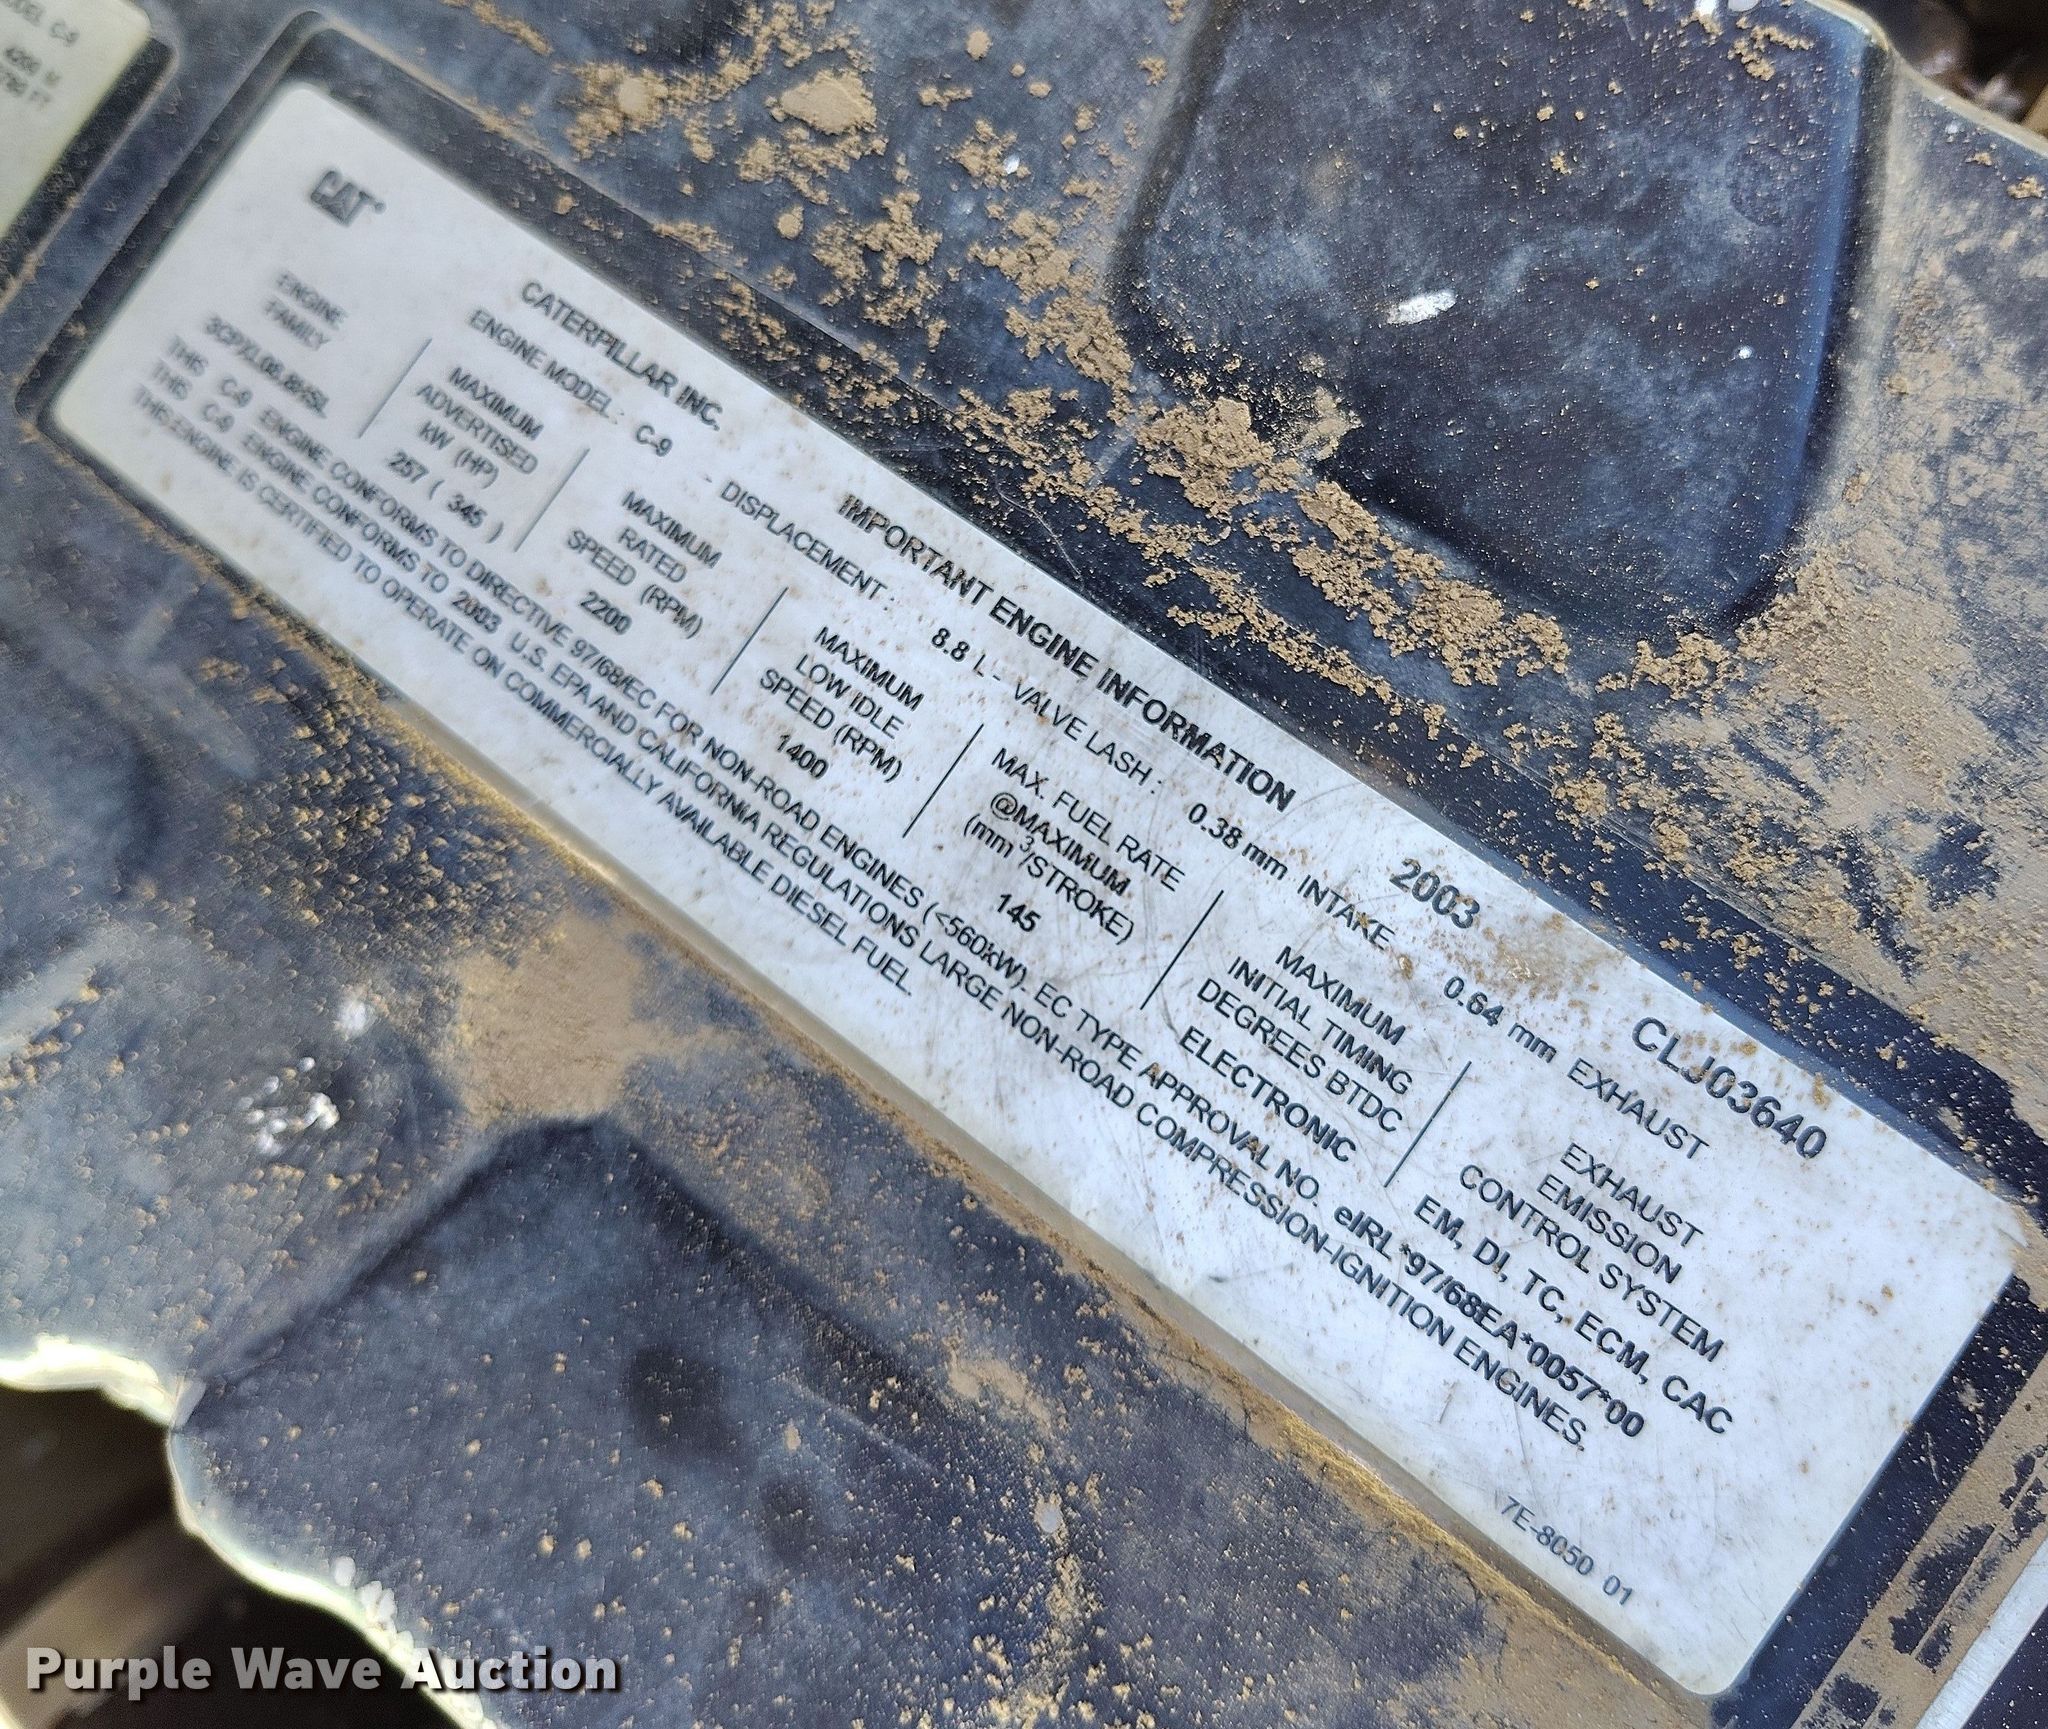 4266 M
CAT®
CATERPILLAR INC. IMPORTANT ENGINE INFORMATION 2003 CLJ03640
ENGINE MODEL: C-9 - DISPLACEMENT: 8.8 L - VALVE LASH: 0.38 mm INTAKE 0.64 mm EXHAUST
ENGINE FAMILY
MAXIMUM ADVERTISED kW (HP)
257 ( 345 )
MAXIMUM RATED SPEED (RPM)
2200
MAXIMUM LOW IDLE SPEED (RPM)
1400
MAX. FUEL RATE @MAXIMUM (mm³/STROKE)
145
MAXIMUM INITIAL TIMING DEGREES BTDC
ELECTRONIC
EXHAUST EMISSION CONTROL SYSTEM
EM, DI, TC, ECM, CAC
THIS C-9 ENGINE CONFORMS TO DIRECTIVE 97/68/EC FOR NON-ROAD ENGINES (<560kW). EC TYPE APPROVAL NO. eIRL*97/68EA*0057*00
THIS C-9 ENGINE CONFORMS TO 2003 U.S. EPA AND CALIFORNIA REGULATIONS LARGE NON-ROAD COMPRESSION-IGNITION ENGINES.
THIS ENGINE IS CERTIFIED TO OPERATE ON COMMERCIALLY AVAILABLE DIESEL FUEL.
7E-8050 01
Purple Wave Auction